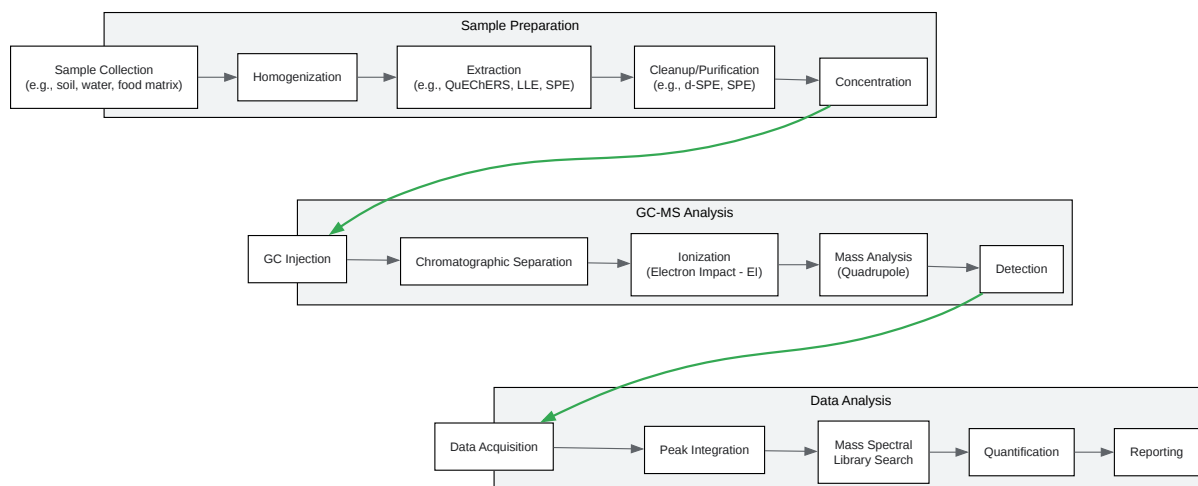 Sample Preparation
Sample Collection
(e.g., soil, water, food matrix)
Homogenization
Extraction
(e.g., QuEChERS, LLE, SPE)
Cleanup/Purification
(e.g., d-SPE, SPE)
Concentration
GC-MS Analysis
GC Injection
Chromatographic Separation
Ionization
(Electron Impact - EI)
Mass Analysis
(Quadrupole)
Detection
Data Analysis
Data Acquisition
Peak Integration
Mass Spectral
Library Search
Quantification
Reporting